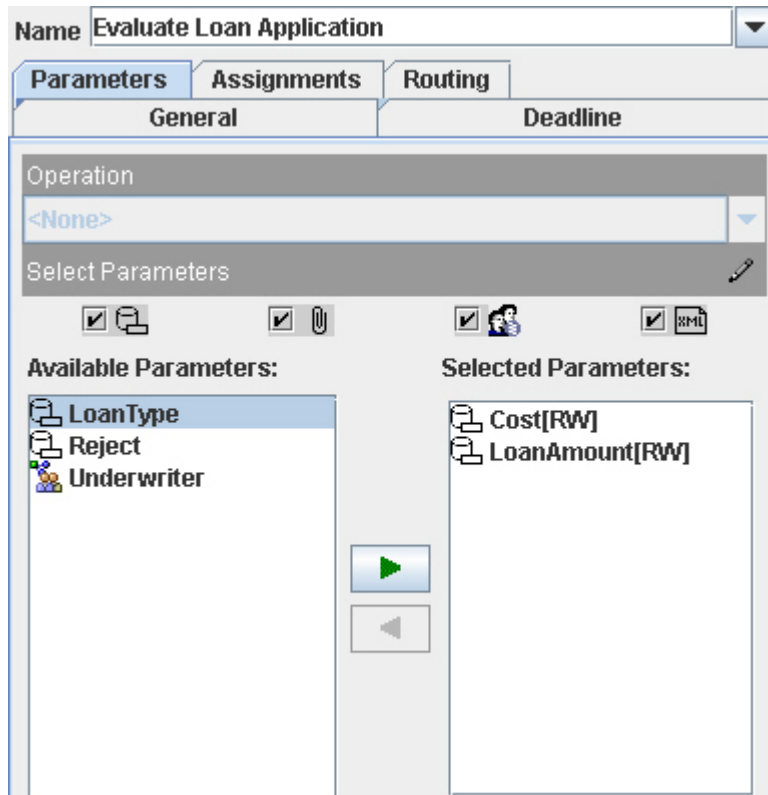 Name Evaluate Loan Application
Parameters Assignments Routing
General Deadline
Operation
<None>
Select Parameters
XML
Available Parameters: Selected Parameters:
LoanType
Reject
Underwriter
Cost[RW]
LoanAmount[RW]